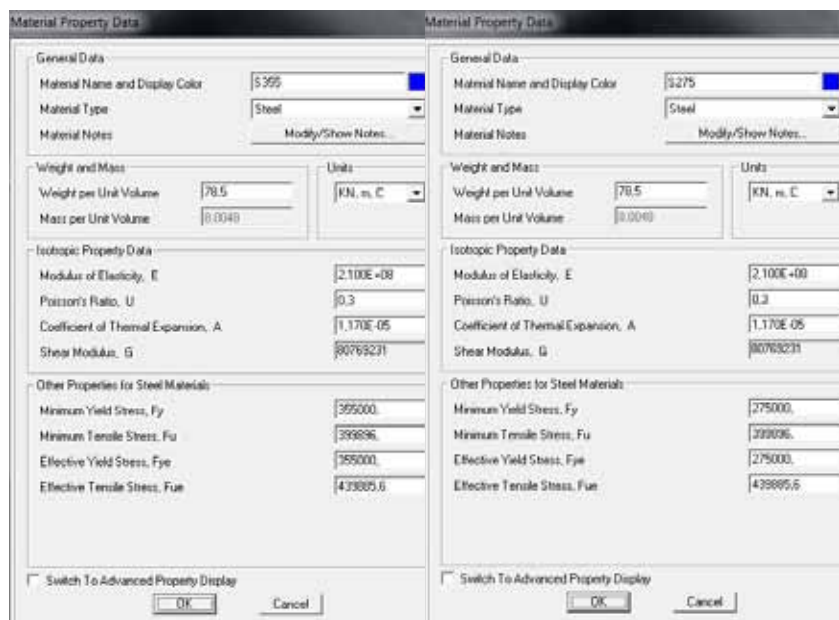 Material Property Data
General Data
Material Name and Display Color S355
Material Type Steel
Material Notes Modify/Show Notes...
Weight and Mass Units
Weight per Unit Volume 78,5 KN, m, C
Mass per Unit Volume 8,0048
Isotropic Property Data
Modulus of Elasticity, E 2,100E+08
Poisson's Ratio, U 0,3
Coefficient of Thermal Expansion, A 1,170E-05
Shear Modulus, G 80769231
Other Properties for Steel Materials
Minimum Yield Stress, Fy 355000,
Minimum Tensile Stress, Fu 399896,
Effective Yield Stress, Fye 355000,
Effective Tensile Stress, Fue 439885,6
Switch To Advanced Property Display
OK Cancel
Material Property Data
General Data
Material Name and Display Color S275
Material Type Steel
Material Notes Modify/Show Notes...
Weight and Mass Units
Weight per Unit Volume 78,5 KN, m, C
Mass per Unit Volume 8,0048
Isotropic Property Data
Modulus of Elasticity, E 2,100E+08
Poisson's Ratio, U 0,3
Coefficient of Thermal Expansion, A 1,170E-05
Shear Modulus, G 80769231
Other Properties for Steel Materials
Minimum Yield Stress, Fy 275000,
Minimum Tensile Stress, Fu 399896,
Effective Yield Stress, Fye 275000,
Effective Tensile Stress, Fue 439885,6
Switch To Advanced Property Display
OK Cancel